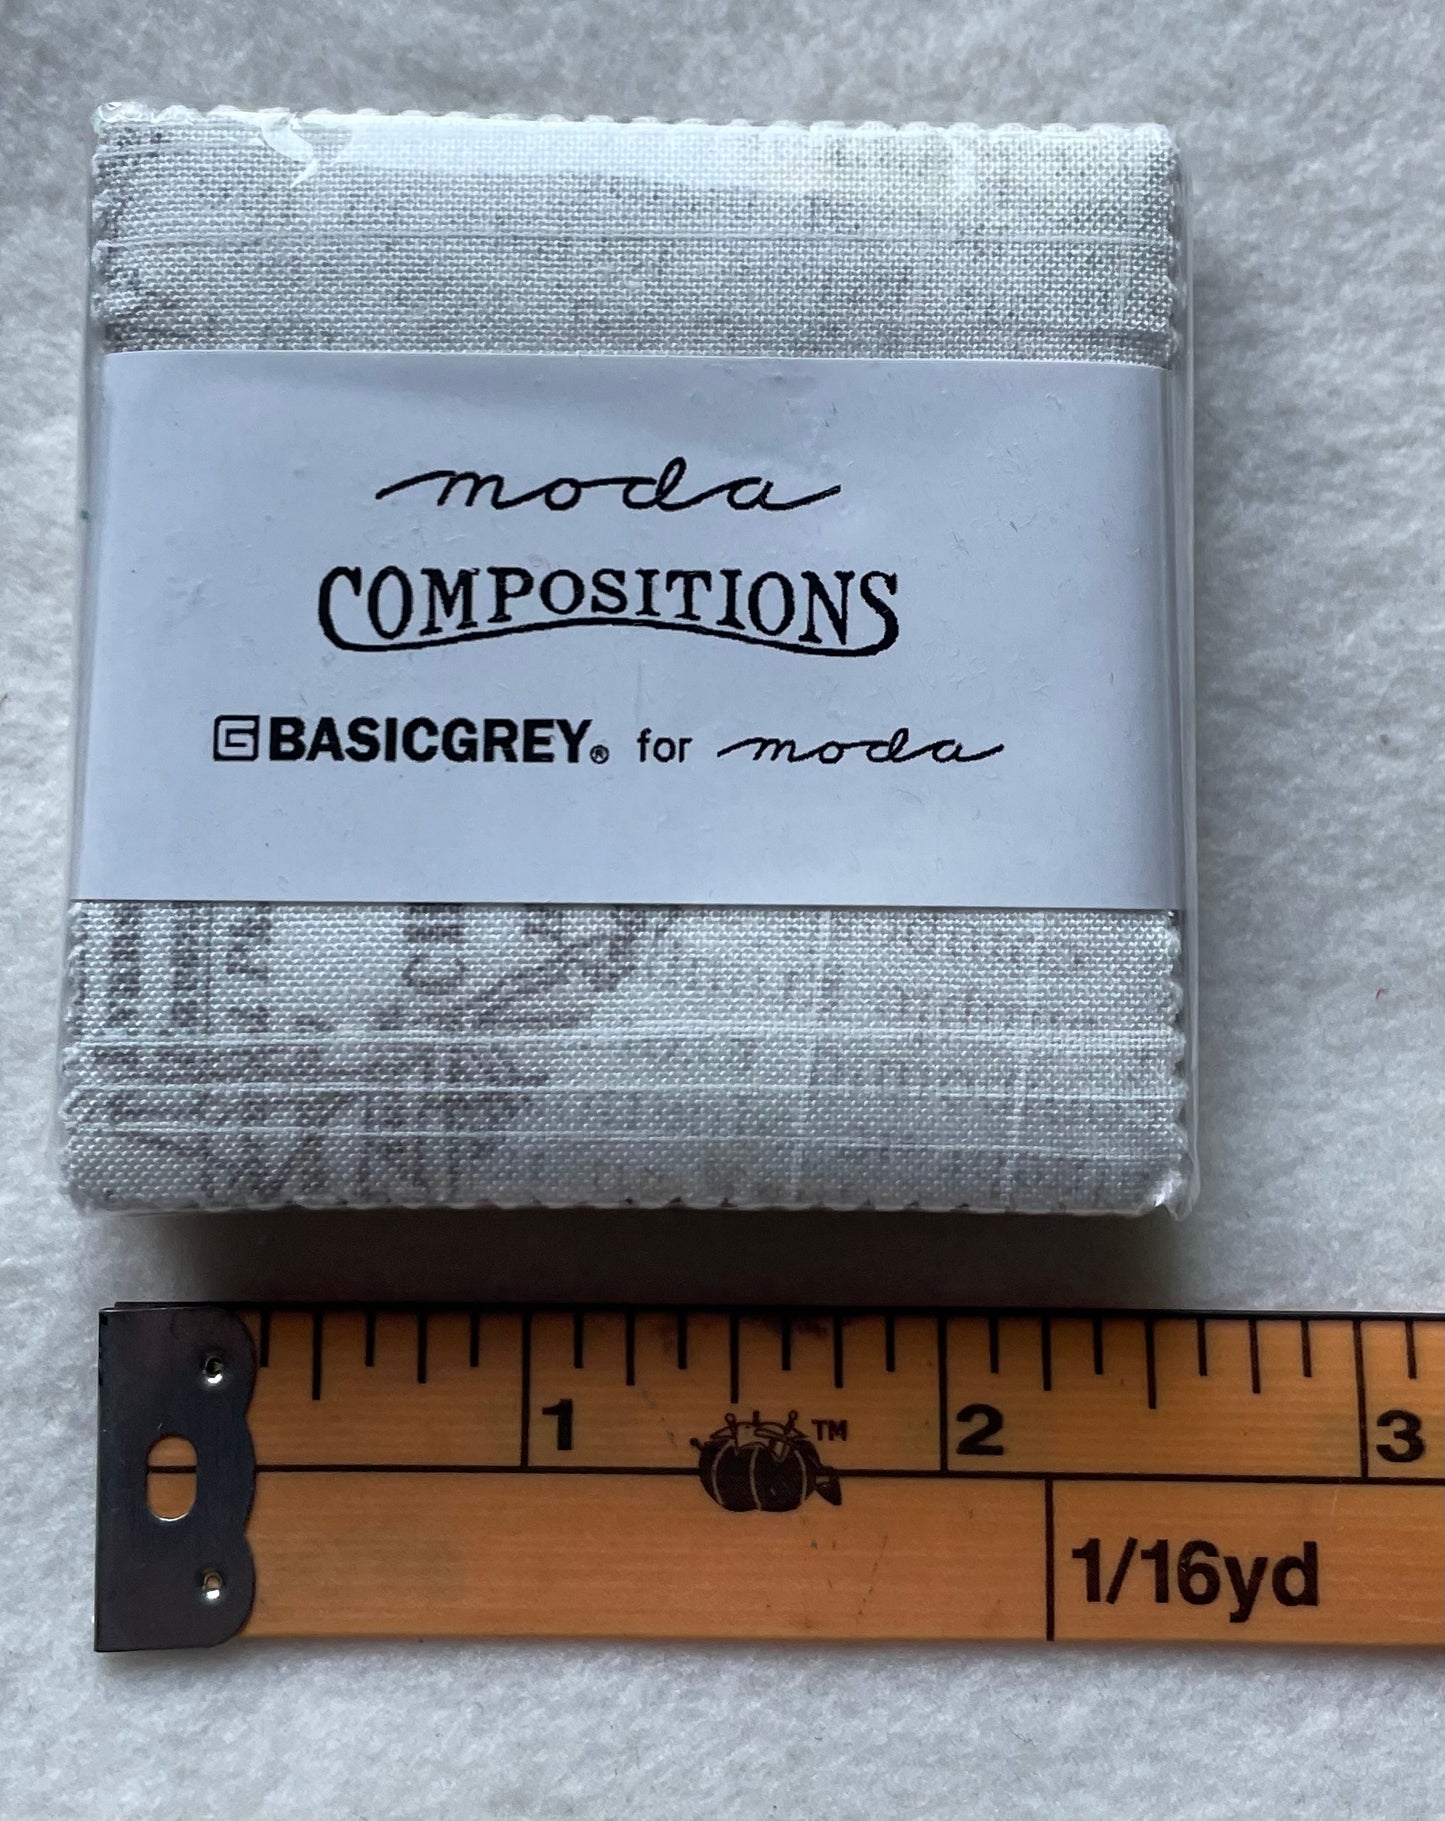 moda
COMPOSITIONS
BASICGREY® for moda
1 2 3
TM
1/16yd